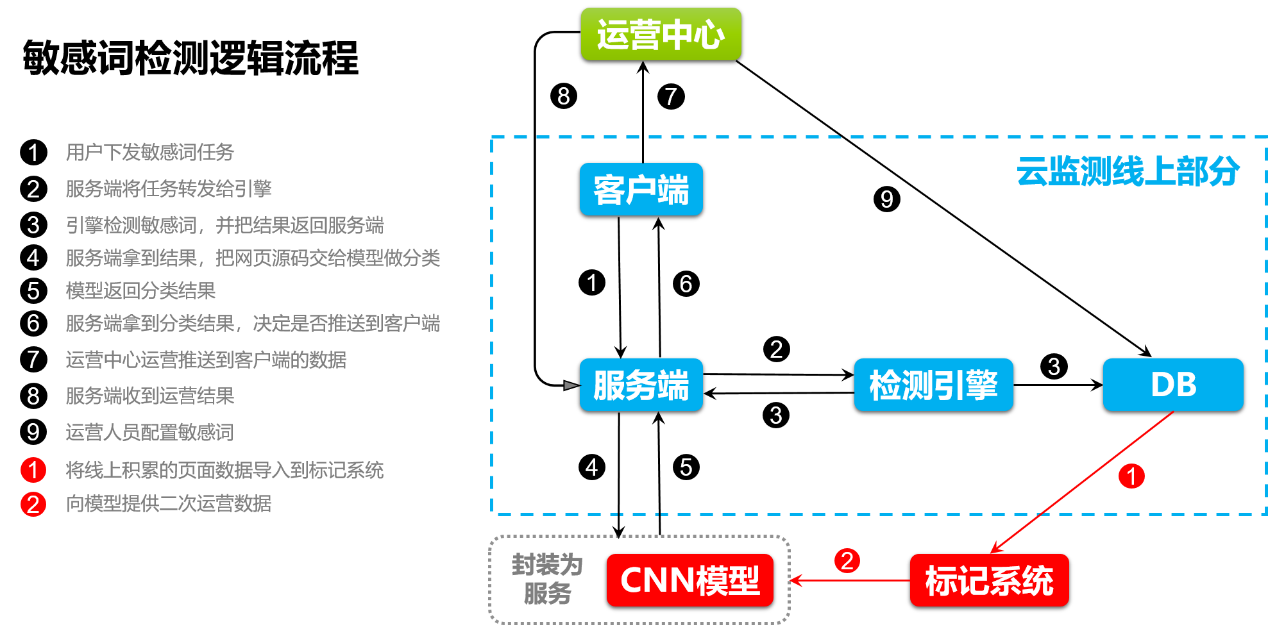 敏感词检测逻辑流程
1 用户下发敏感词任务
2 服务端将任务转发给引擎
3 引擎检测敏感词，并把结果返回服务端
4 服务端拿到结果，把网页源码交给模型做分类
5 模型返回分类结果
6 服务端拿到分类结果，决定是否推送到客户端
7 运营中心运营推送到客户端的数据
8 服务端收到运营结果
9 运营人员配置敏感词
1 将线上积累的页面数据导入到标记系统
2 向模型提供二次运营数据
运营中心
8
7
云监测线上部分
客户端
9
1
6
2
3
服务端
检测引擎
DB
3
4
5
1
封装为
服务
CNN模型
2
标记系统